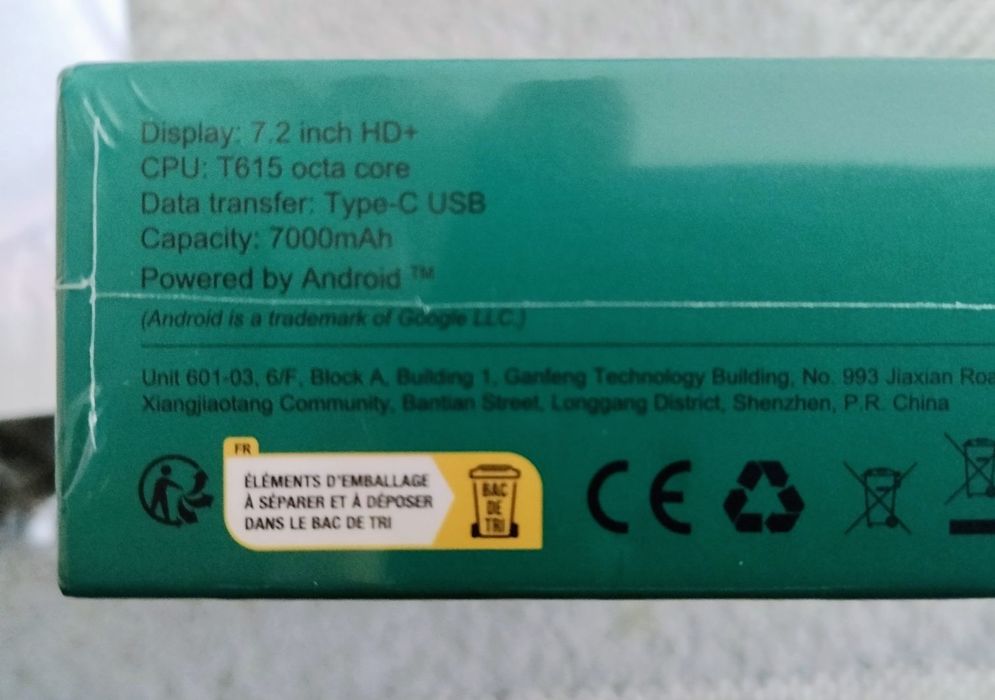 Display: 7.2 inch HD+
CPU: T615 octa core
Data transfer: Type-C USB
Capacity: 7000mAh
Powered by Android ™
(Android is a trademark of Google LLC.)
Unit 601-03, 6/F, Block A, Building 1, Ganfeng Technology Building, No. 993 Jiaxian Roa
Xiangjiaotang Community, Bantian Street, Longgang District, Shenzhen, P.R. China
FR
ÉLÉMENTS D'EMBALLAGE
À SÉPARER ET À DÉPOSER
DANS LE BAC DE TRI
BAC
DE
TRI
CE